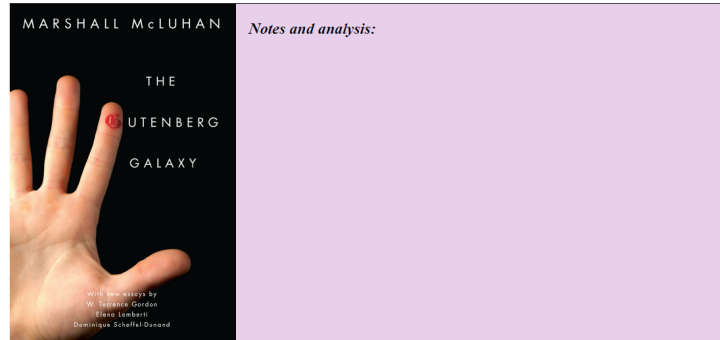 MARSHALL McLUHAN
THE
GUTENBERG
GALAXY
With new essays by
W. Terrence Gordon
Elena Lamberti
Dominique Scheffel-Dunand
Notes and analysis: